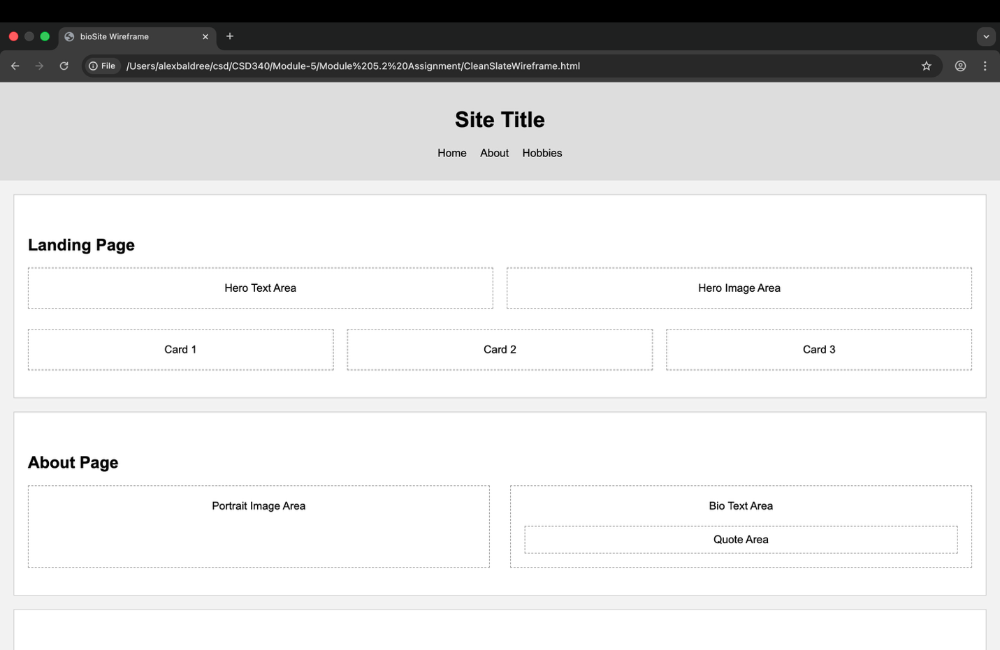 bioSite Wireframe
File /Users/alexbaldree/csd/CSD340/Module-5/Module%205.2%20Assignment/CleanSlateWireframe.html
Site Title
Home About Hobbies
Landing Page
Hero Text Area Hero Image Area
Card 1 Card 2 Card 3
About Page
Portrait Image Area Bio Text Area
Quote Area